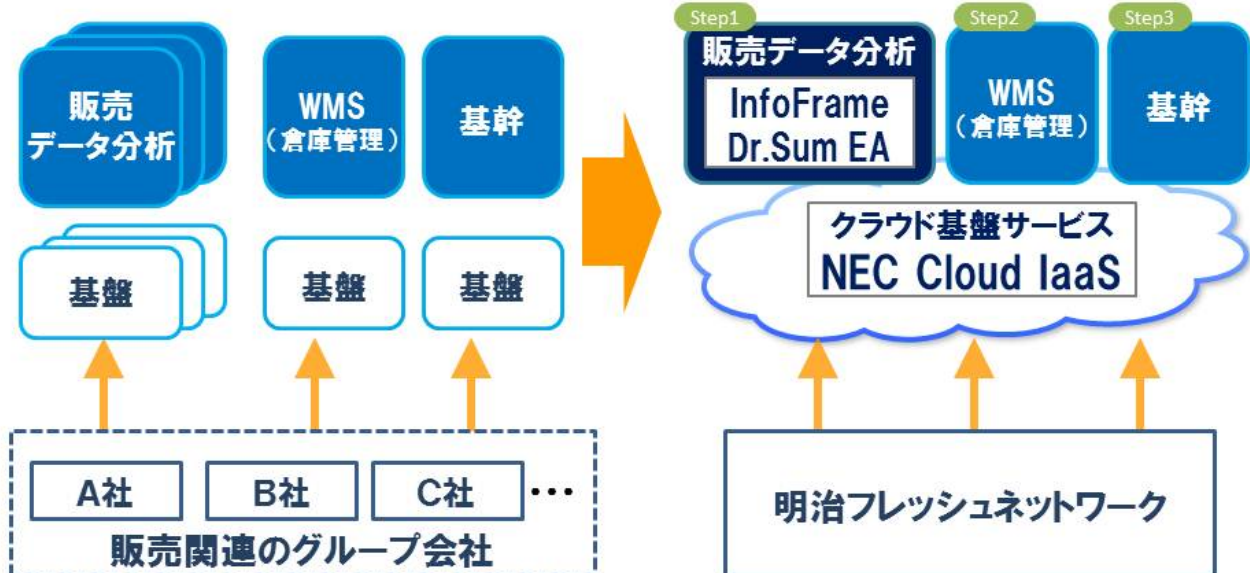 販売
データ分析
WMS
(倉庫管理)
基幹
基盤
基盤
基盤
A社
B社
C社
・・・
販売関連のグループ会社
Step1
販売データ分析
InfoFrame
Dr.Sum EA
Step2
WMS
(倉庫管理)
Step3
基幹
クラウド基盤サービス
NEC Cloud IaaS
明治フレッシュネットワーク